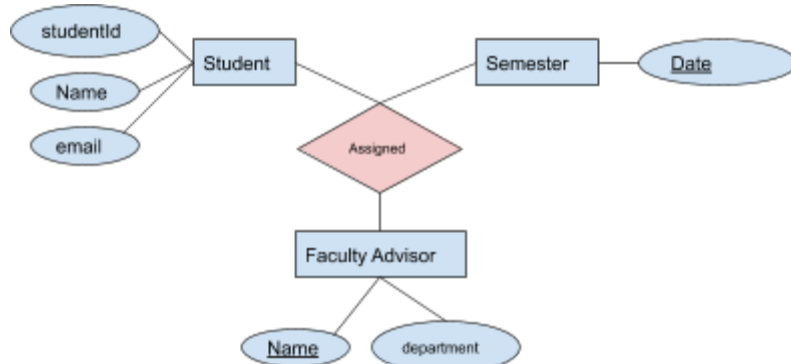 studentId
Student
Semester
Date
Name
email
Assigned
Faculty Advisor
Name
department